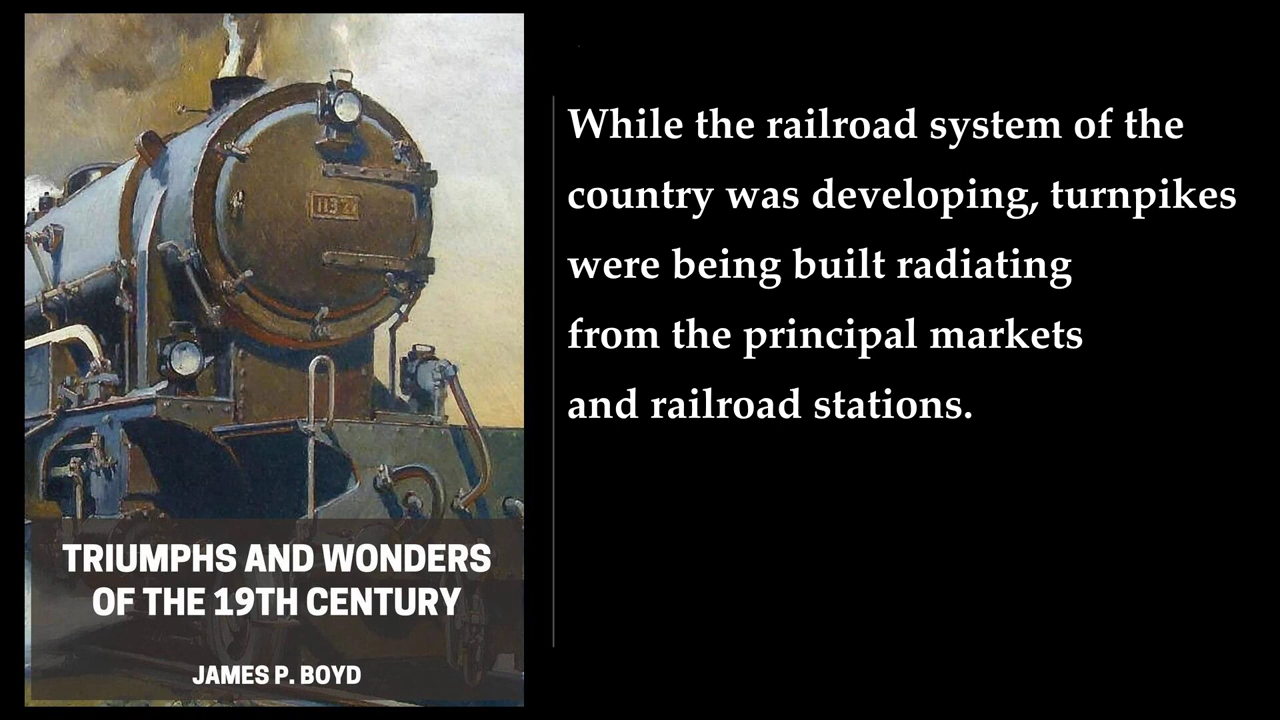 While the railroad system of the
country was developing, turnpikes
were being built radiating
from the principal markets
and railroad stations.
TRIUMPHS AND WONDERS
OF THE 19TH CENTURY
JAMES P. BOYD